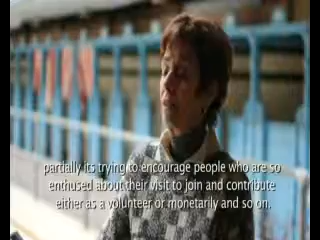 partially its trying to encourage people who are so
enthused about their visit to join and contribute
either as a volunteer or monetarily and so on.